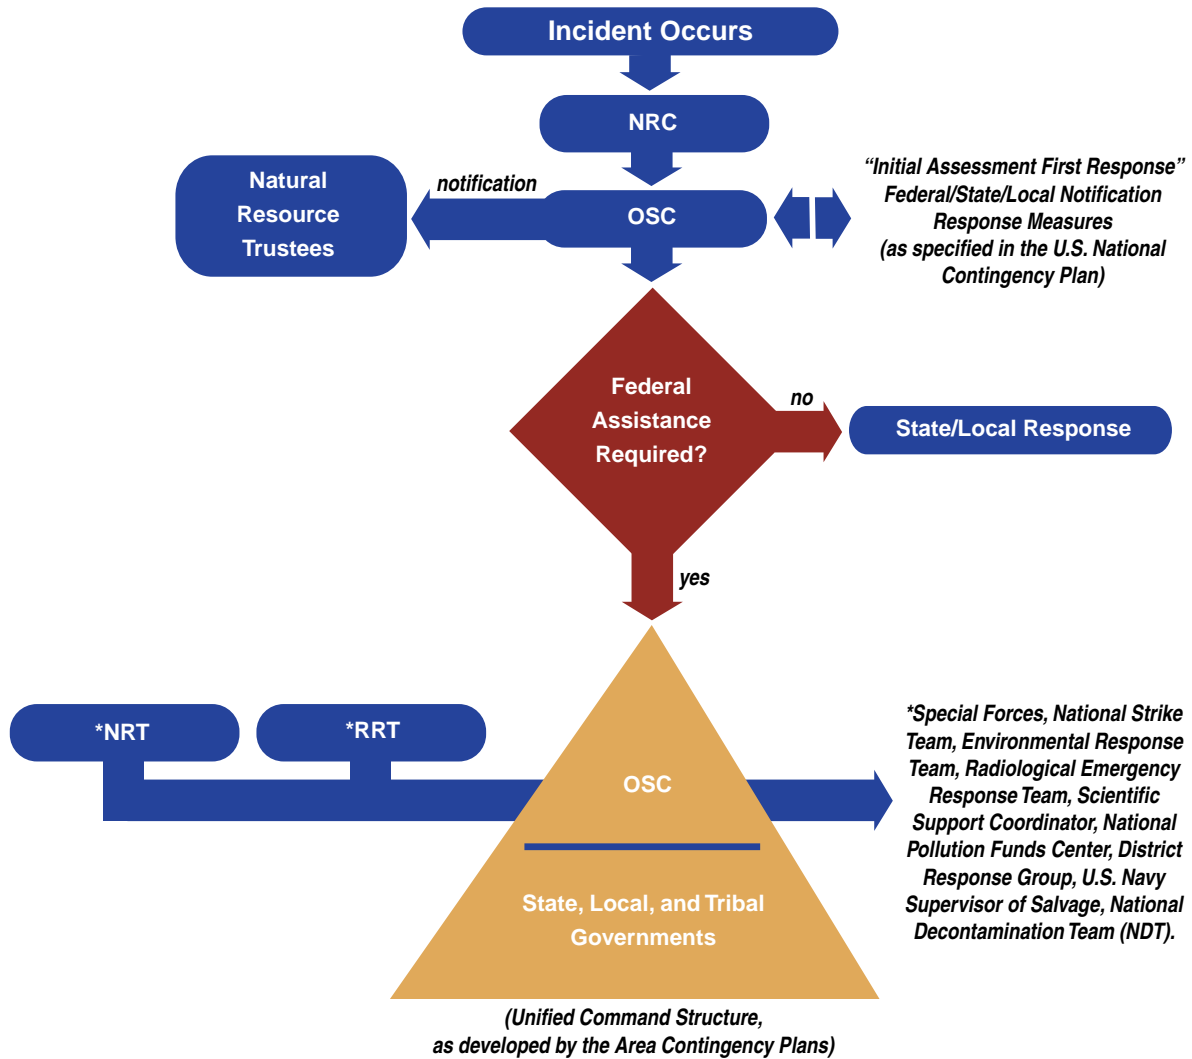 Incident Occurs
NRC
Natural
Resource
Trustees
notification
OSC
“Initial Assessment First Response”
Federal/State/Local Notification
Response Measures
(as specified in the U.S. National
Contingency Plan)
Federal
Assistance
Required?
no
State/Local Response
yes
*NRT
*RRT
OSC
State, Local, and Tribal
Governments
*Special Forces, National Strike
Team, Environmental Response
Team, Radiological Emergency
Response Team, Scientific
Support Coordinator, National
Pollution Funds Center, District
Response Group, U.S. Navy
Supervisor of Salvage, National
Decontamination Team (NDT).
(Unified Command Structure,
as developed by the Area Contingency Plans)